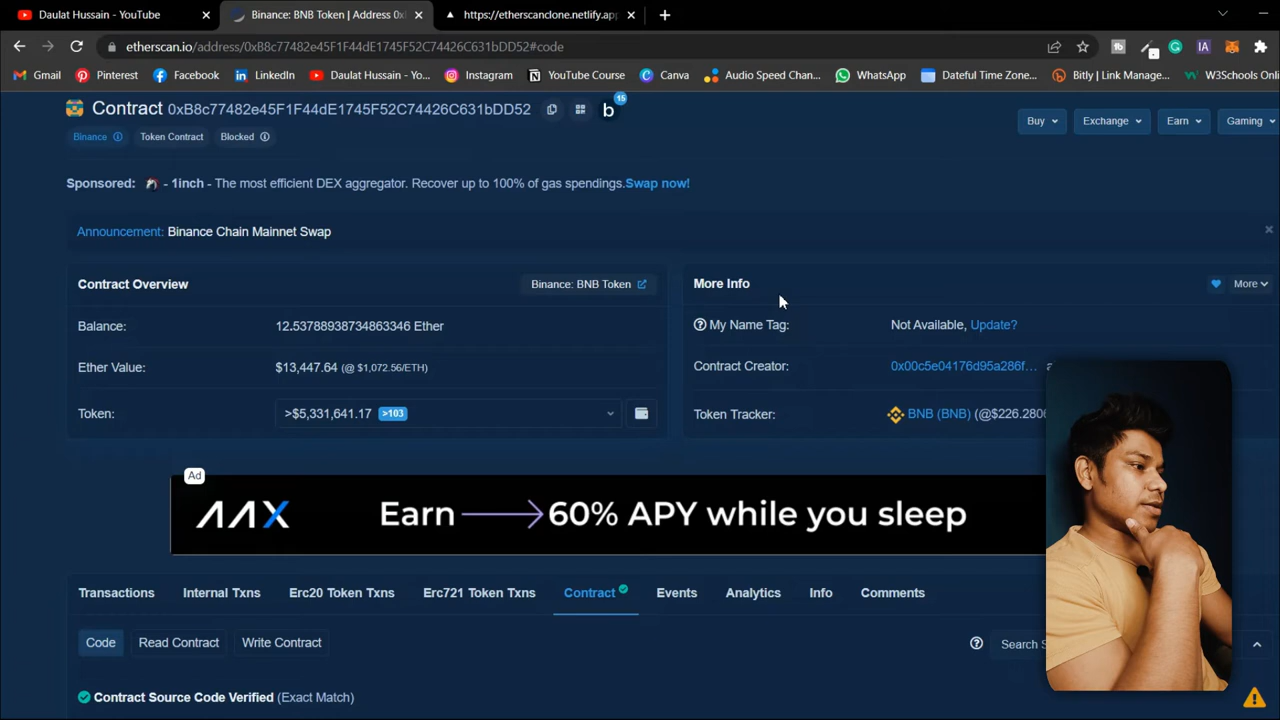 Daulat Hussain - YouTube
Binance: BNB Token | Address 0xB
https://etherscanclone.netlify.app
etherscan.io/address/0xB8c77482e45F1F44dE1745F52C74426C631bDD52#code
IA
Gmail
Pinterest
Facebook
LinkedIn
Daulat Hussain - Yo...
Instagram
YouTube Course
Canva
Audio Speed Chan...
WhatsApp
Dateful Time Zone...
Bitly | Link Manage...
W3Schools Onl
Contract 0xB8c77482e45F1F44dE1745F52C74426C631bDD52
b 15
Buy
Exchange
Earn
Gaming
Binance
Token Contract
Blocked
Sponsored: - 1inch - The most efficient DEX aggregator. Recover up to 100% of gas spendings.Swap now!
Announcement: Binance Chain Mainnet Swap
Contract Overview
Binance: BNB Token
Balance: 12.53788938734863346 Ether
Ether Value: $13,447.64 (@ $1,072.56/ETH)
Token: >$5,331,641.17 >103
More Info
More
My Name Tag: Not Available, Update?
Contract Creator: 0x00c5e04176d95a286f... a
Token Tracker: BNB (BNB) (@$226.2806
Ad
AAX Earn 60% APY while you sleep
Transactions
Internal Txns
Erc20 Token Txns
Erc721 Token Txns
Contract
Events
Analytics
Info
Comments
Code
Read Contract
Write Contract
Search S
Contract Source Code Verified (Exact Match)